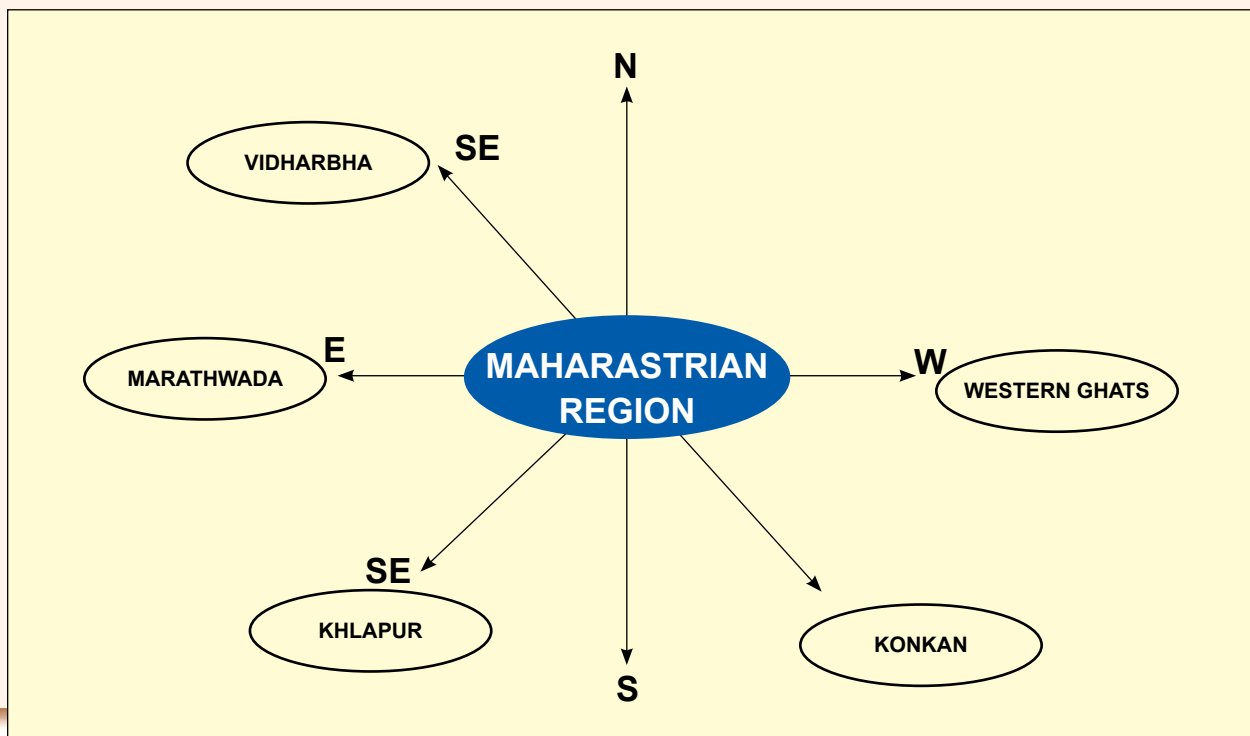 N
SE
VIDHARBHA
E
MARATHWADA
MAHARASTRIAN
REGION
W
WESTERN GHATS
SE
KHLAPUR
KONKAN
S